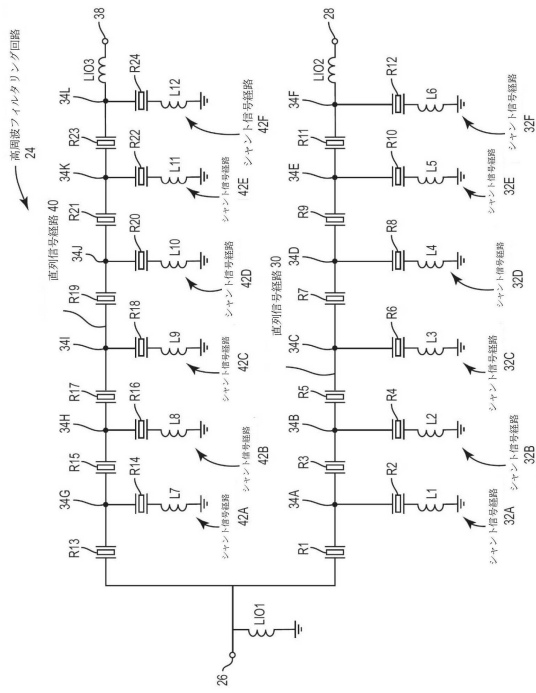 高周波フィルタリング回路
24
38
LIO3
34L
R24
L12
シャント信号経路
42F
R23
34K
R22
L11
シャント信号経路
42E
R21
直列信号経路 40
34J
R20
L10
シャント信号経路
42D
R19
34I
R18
L9
シャント信号経路
42C
R17
34H
R16
L8
シャント信号経路
42B
R15
34G
R14
L7
シャント信号経路
42A
R13
28
LIO2
34F
R12
L6
シャント信号経路
32F
R11
34E
R10
L5
シャント信号経路
32E
R9
直列信号経路 30
34D
R8
L4
シャント信号経路
32D
R7
34C
R6
L3
シャント信号経路
32C
R5
34B
R4
L2
シャント信号経路
32B
R3
34A
R2
L1
シャント信号経路
32A
R1
LIO1
26